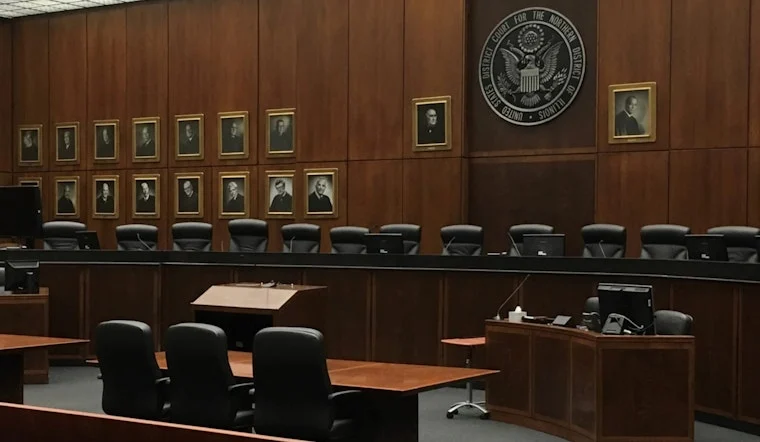 UNITED STATES DISTRICT COURT FOR THE NORTHERN DISTRICT OF ILLINOIS